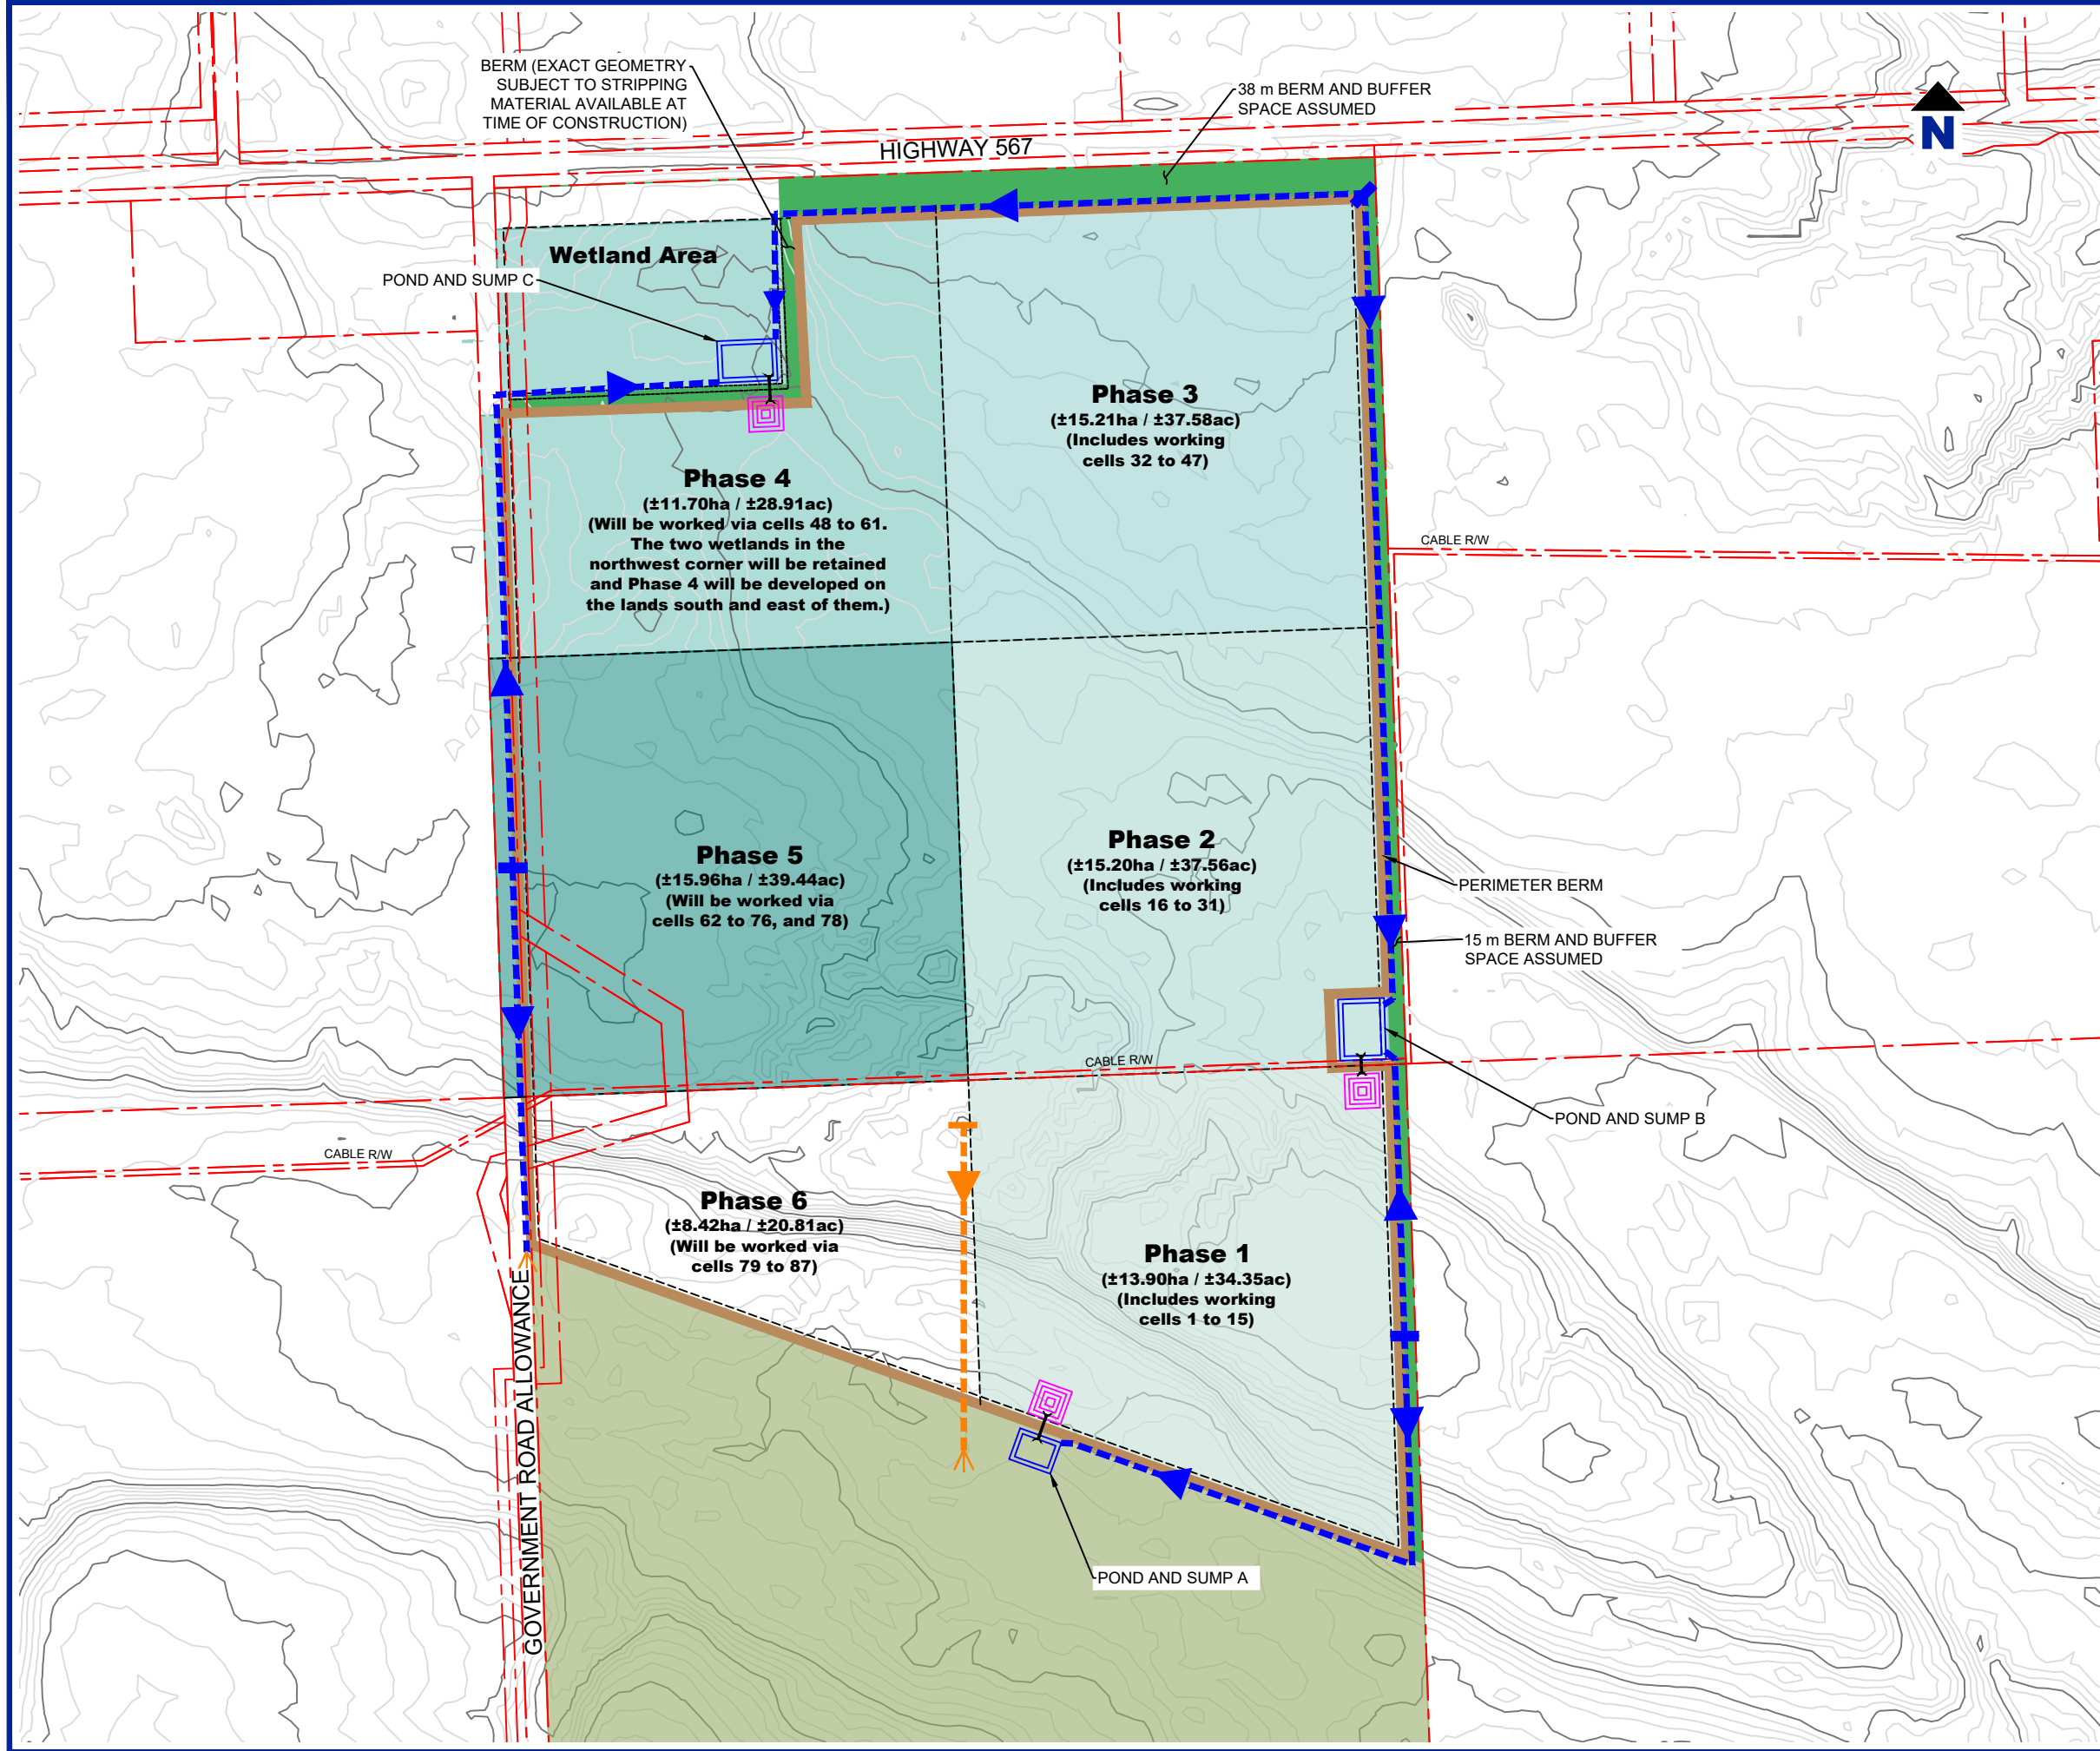 BERM (EXACT GEOMETRY
SUBJECT TO STRIPPING
MATERIAL AVAILABLE AT
TIME OF CONSTRUCTION)
38 m BERM AND BUFFER
SPACE ASSUMED
N
HIGHWAY 567
Wetland Area
POND AND SUMP C
Phase 3
(±15.21ha / ±37.58ac)
(Includes working
cells 32 to 47)
Phase 4
(±11.70ha / ±28.91ac)
(Will be worked via cells 48 to 61.
The two wetlands in the
northwest corner will be retained
and Phase 4 will be developed on
the lands south and east of them.)
CABLE R/W
Phase 2
(±15.20ha / ±37.56ac)
(Includes working
cells 16 to 31)
Phase 5
(±15.96ha / ±39.44ac)
(Will be worked via
cells 62 to 76, and 78)
PERIMETER BERM
15 m BERM AND BUFFER
SPACE ASSUMED
CABLE R/W
POND AND SUMP B
CABLE R/W
Phase 6
(±8.42ha / ±20.81ac)
(Will be worked via
cells 79 to 87)
Phase 1
(±13.90ha / ±34.35ac)
(Includes working
cells 1 to 15)
GOVERNMENT ROAD ALLOWANCE
POND AND SUMP A